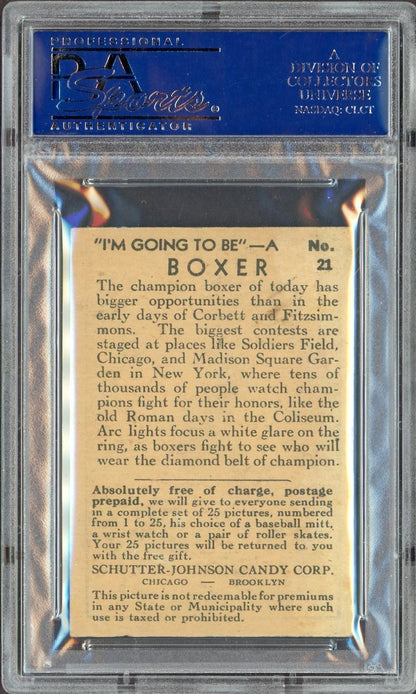 PROFESSIONAL
PSA
Sports.
AUTHENTICATOR
A
DIVISION OF
COLLECTORS
UNIVERSE
NASDAQ: CLCT
"I'M GOING TO BE"—A No.
BOXER 21
The champion boxer of today has
bigger opportunities than in the
early days of Corbett and Fitzsim-
mons. The biggest contests are
staged at places like Soldiers Field,
Chicago, and Madison Square Gar-
den in New York, where tens of
thousands of people watch cham-
pions fight for their honors, like the
old Roman days in the Coliseum.
Arc lights focus a white glare on the
ring, as boxers fight to see who will
wear the diamond belt of champion.
Absolutely free of charge, postage
prepaid, we will give to everyone sending
in a complete set of 25 pictures, numbered
from 1 to 25, his choice of a baseball mitt,
a wrist watch or a pair of roller skates.
Your 25 pictures will be returned to you
with the free gift.
SCHUTTER-JOHNSON CANDY CORP.
CHICAGO — BROOKLYN
This picture is not redeemable for premiums
in any State or Municipality where such
use is taxed or prohibited.